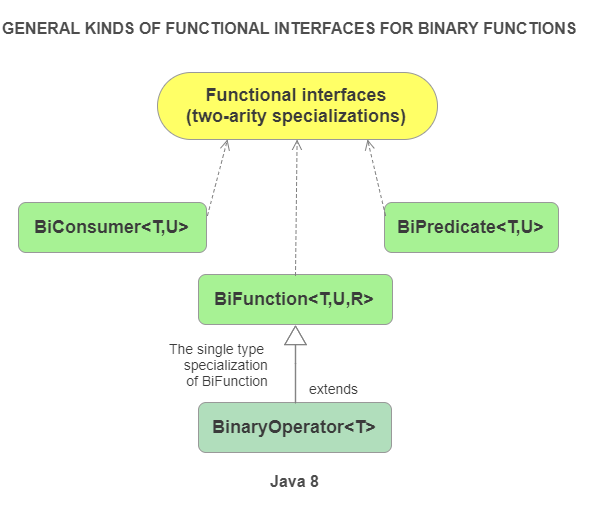 GENERAL KINDS OF FUNCTIONAL INTERFACES FOR BINARY FUNCTIONS
Functional interfaces
(two-arity specializations)
BiConsumer<T,U>
BiPredicate<T,U>
BiFunction<T,U,R>
The single type
specialization
of BiFunction
extends
BinaryOperator<T>
Java 8